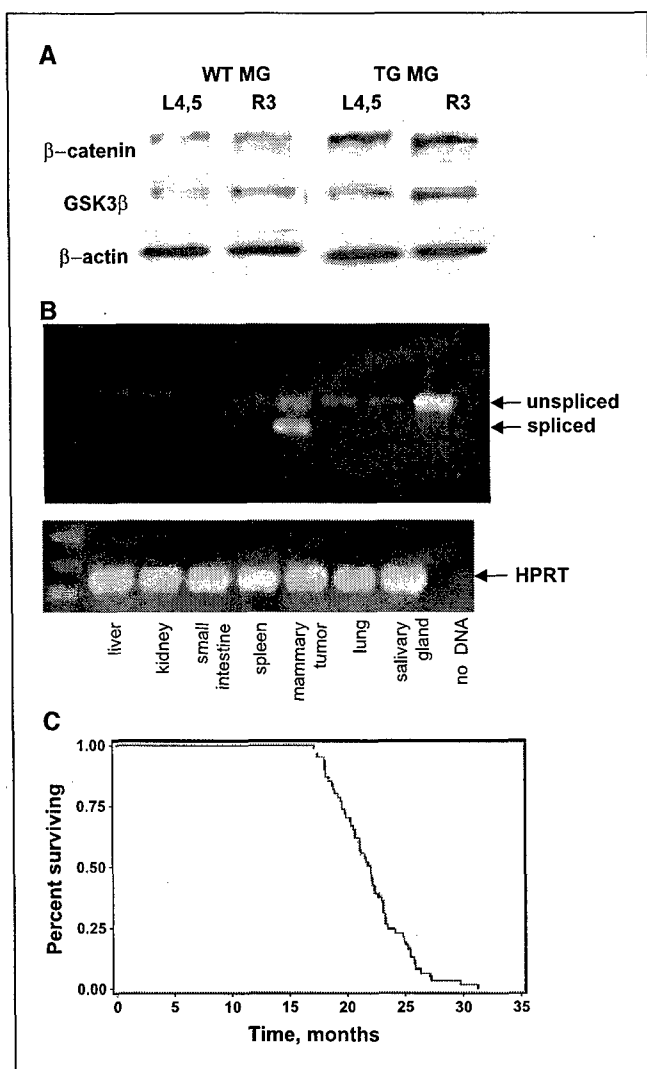 A
WT MG TG MG
L4,5 R3 L4,5 R3
β–catenin
GSK3β
β–actin
B
unspliced
spliced
HPRT
liver
kidney
small
intestine
spleen
mammary
tumor
lung
salivary
gland
no DNA
C
Percent surviving
1.00
0.75
0.50
0.25
0.00
0 5 10 15 20 25 30 35
Time, months